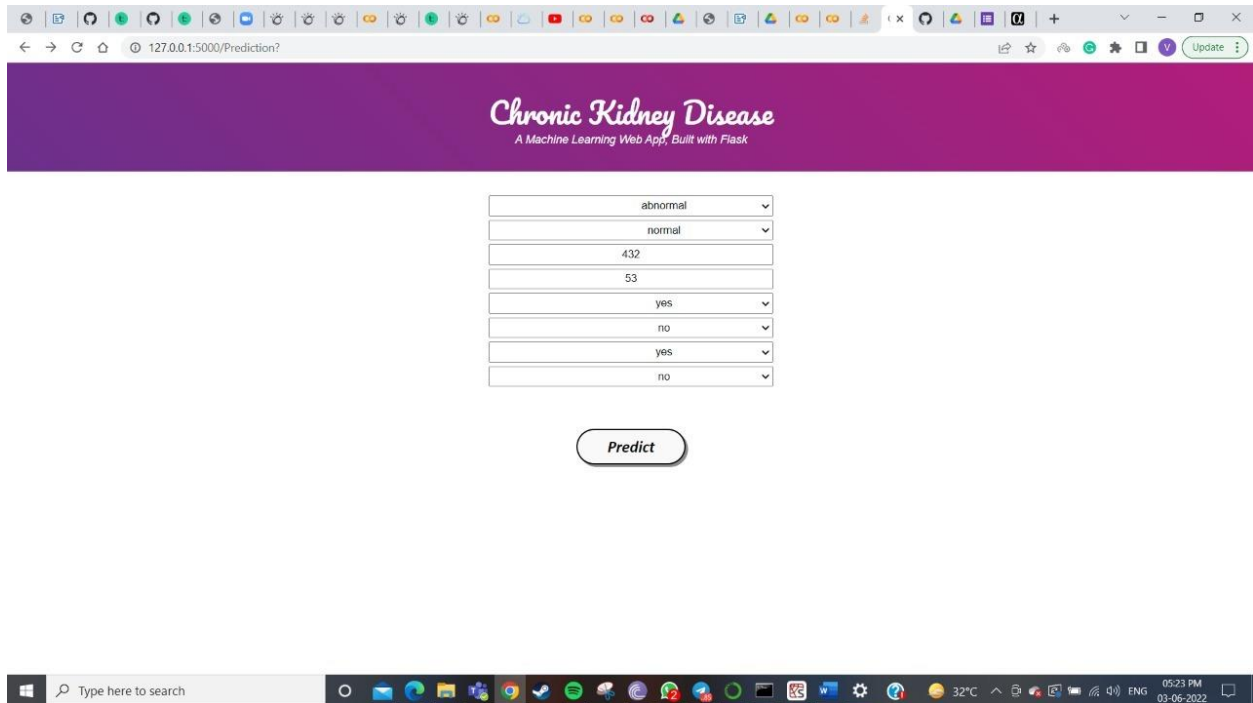 127.0.0.1:5000/Prediction?
V
Update
Chronic Kidney Disease
A Machine Learning Web App, Built with Flask
abnormal
normal
432
53
yes
no
yes
no
Predict
Type here to search
32°C
ENG
05:23 PM
03-06-2022